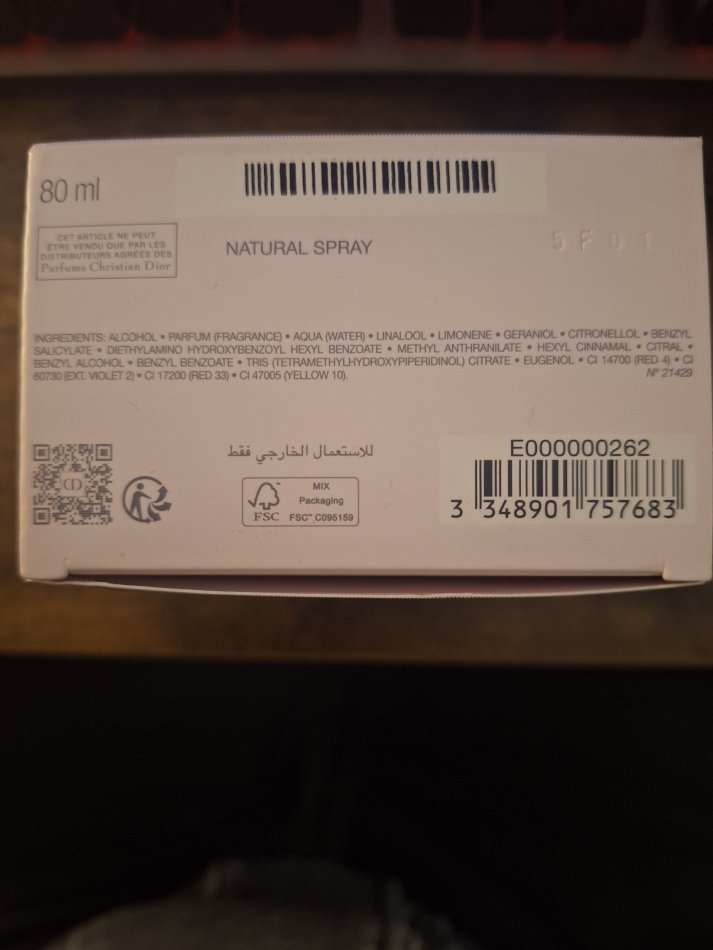 80 ml
CET ARTICLE NE PEUT
ÊTRE VENDU QUE PAR LES
DISTRIBUTEURS AGRÉÉS DES
Parfums Christian Dior
NATURAL SPRAY
5F01
INGREDIENTS: ALCOHOL • PARFUM (FRAGRANCE) • AQUA (WATER) • LINALOOL • LIMONENE • GERANIOL • CITRONELLOL • BENZYL
SALICYLATE • DIETHYLAMINO HYDROXYBENZOYL HEXYL BENZOATE • METHYL ANTHRANILATE • HEXYL CINNAMAL • CITRAL •
BENZYL ALCOHOL • BENZYL BENZOATE • TRIS (TETRAMETHYLHYDROXYPIPERIDINOL) CITRATE • EUGENOL • CI 14700 (RED 4) • CI
60730 (EXT. VIOLET 2) • CI 17200 (RED 33) • CI 47005 (YELLOW 10).
N° 21429
CD
للاستعمال الخارجي فقط
FSC
MIX
Packaging
FSC™ C095159
E000000262
3 348901 757683